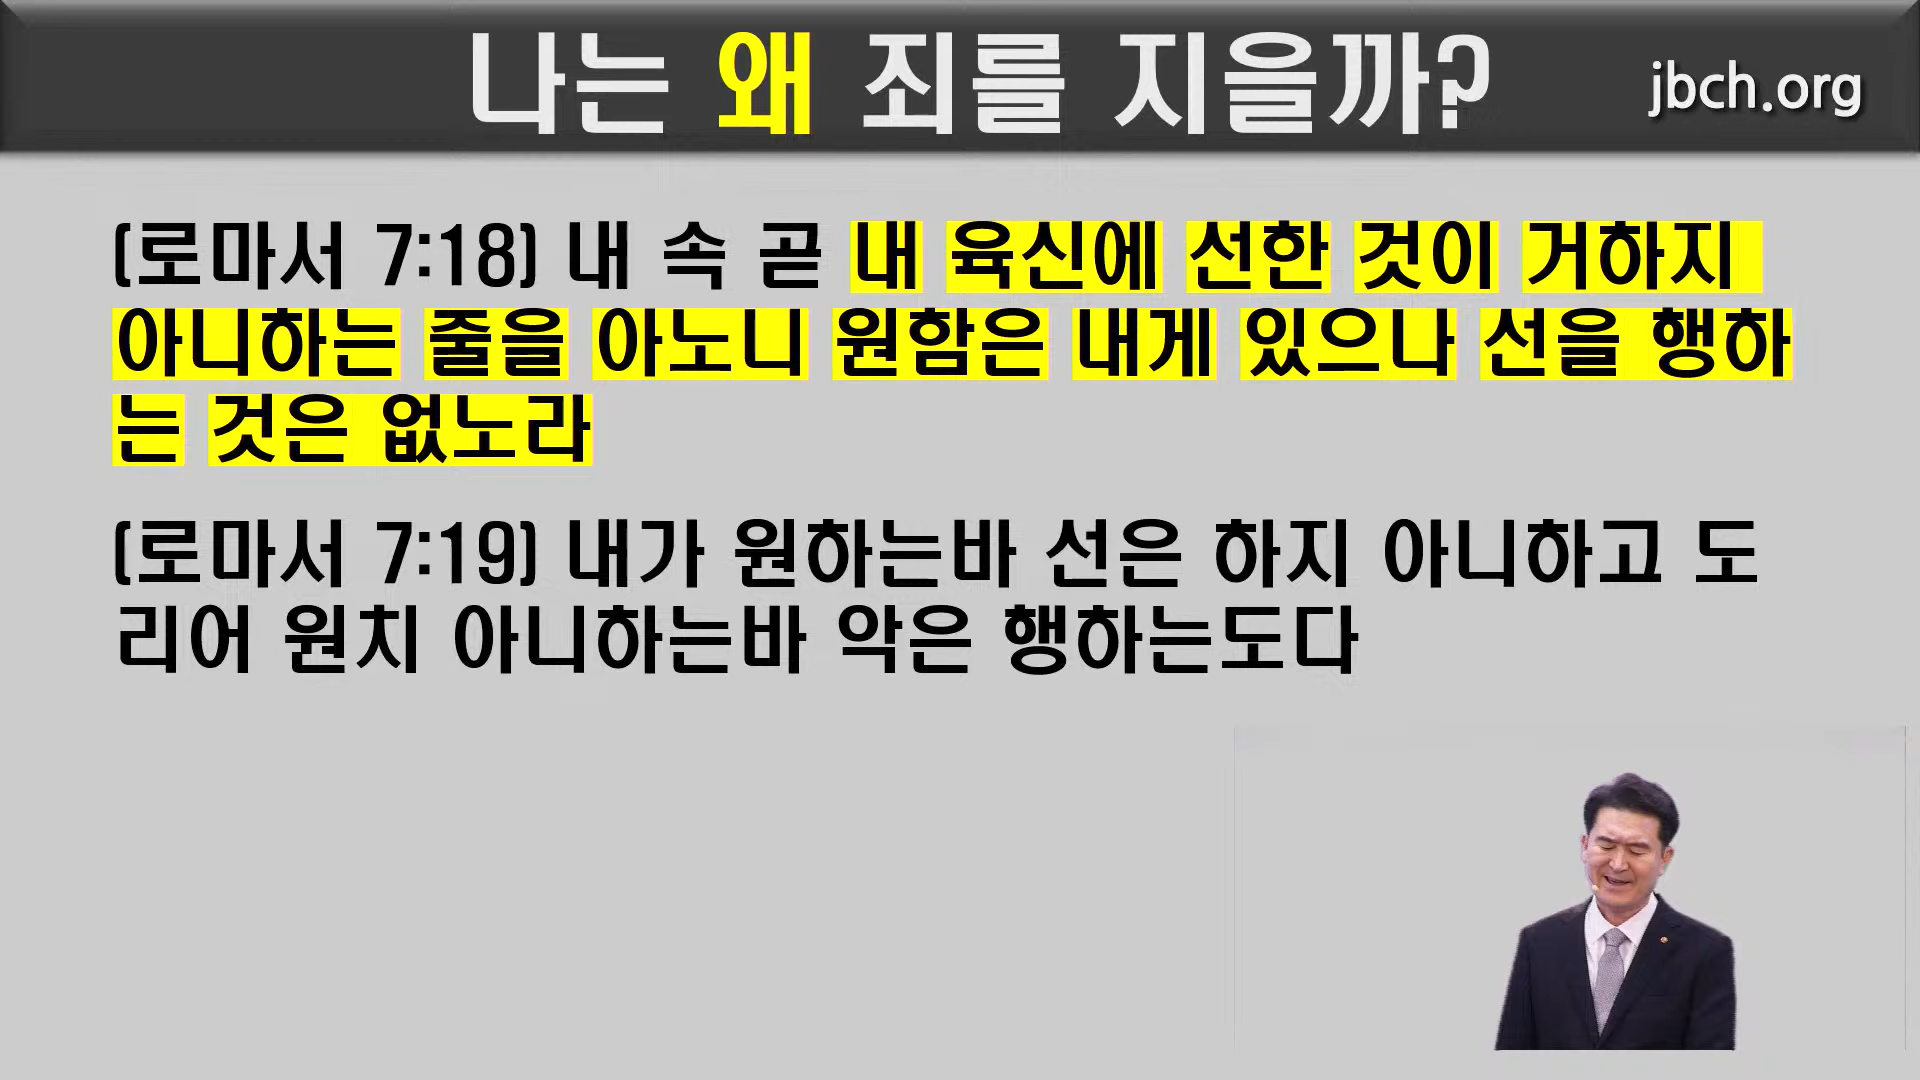 나는 왜 죄를 지을까?
jbch.org
(로마서 7:18) 내 속 곧 내 육신에 선한 것이 거하지
아니하는 줄을 아노니 원함은 내게 있으나 선을 행하
는 것은 없노라
(로마서 7:19) 내가 원하는바 선은 하지 아니하고 도
리어 원치 아니하는바 악은 행하는도다